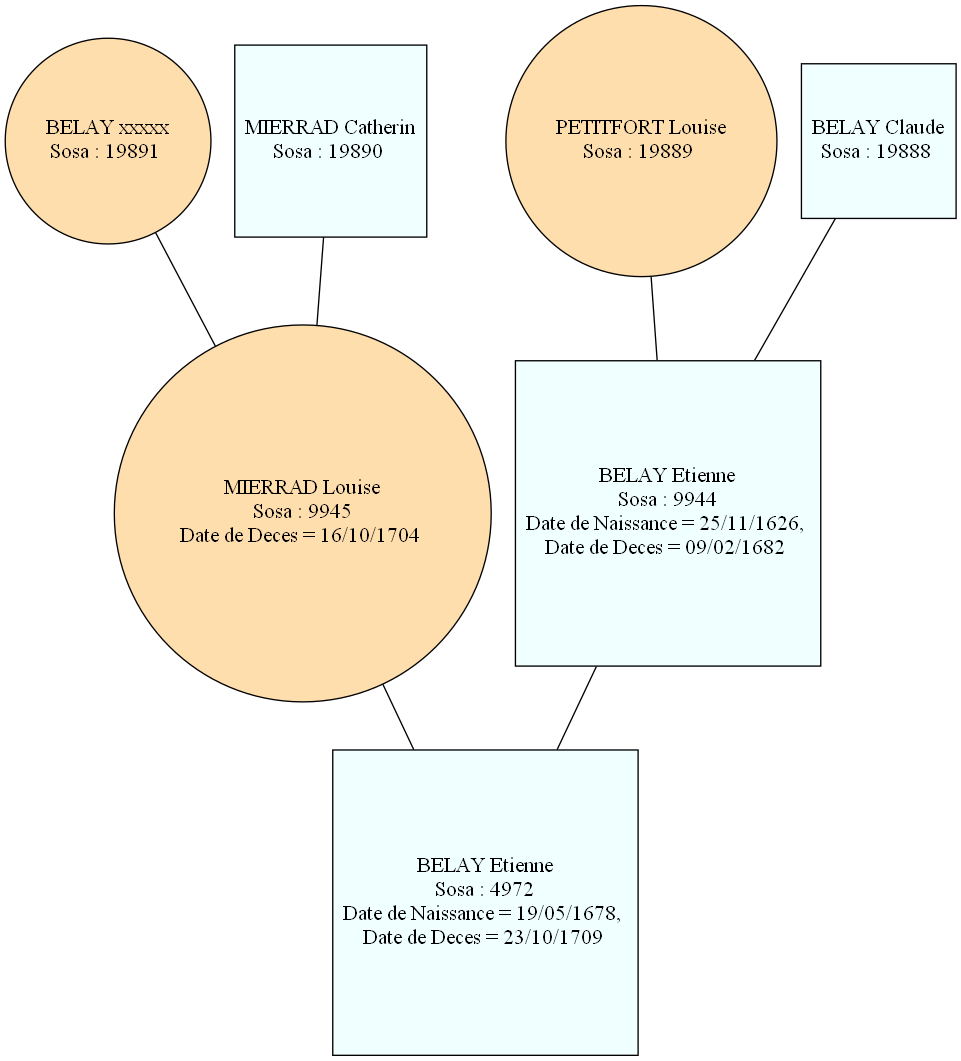 BELAY xxxxx
Sosa : 19891
MIERRAD Catherin
Sosa : 19890
PETITFORT Louise
Sosa : 19889
BELAY Claude
Sosa : 19888
MIERRAD Louise
Sosa : 9945
Date de Deces = 16/10/1704
BELAY Etienne
Sosa : 9944
Date de Naissance = 25/11/1626,
Date de Deces = 09/02/1682
BELAY Etienne
Sosa : 4972
Date de Naissance = 19/05/1678,
Date de Deces = 23/10/1709